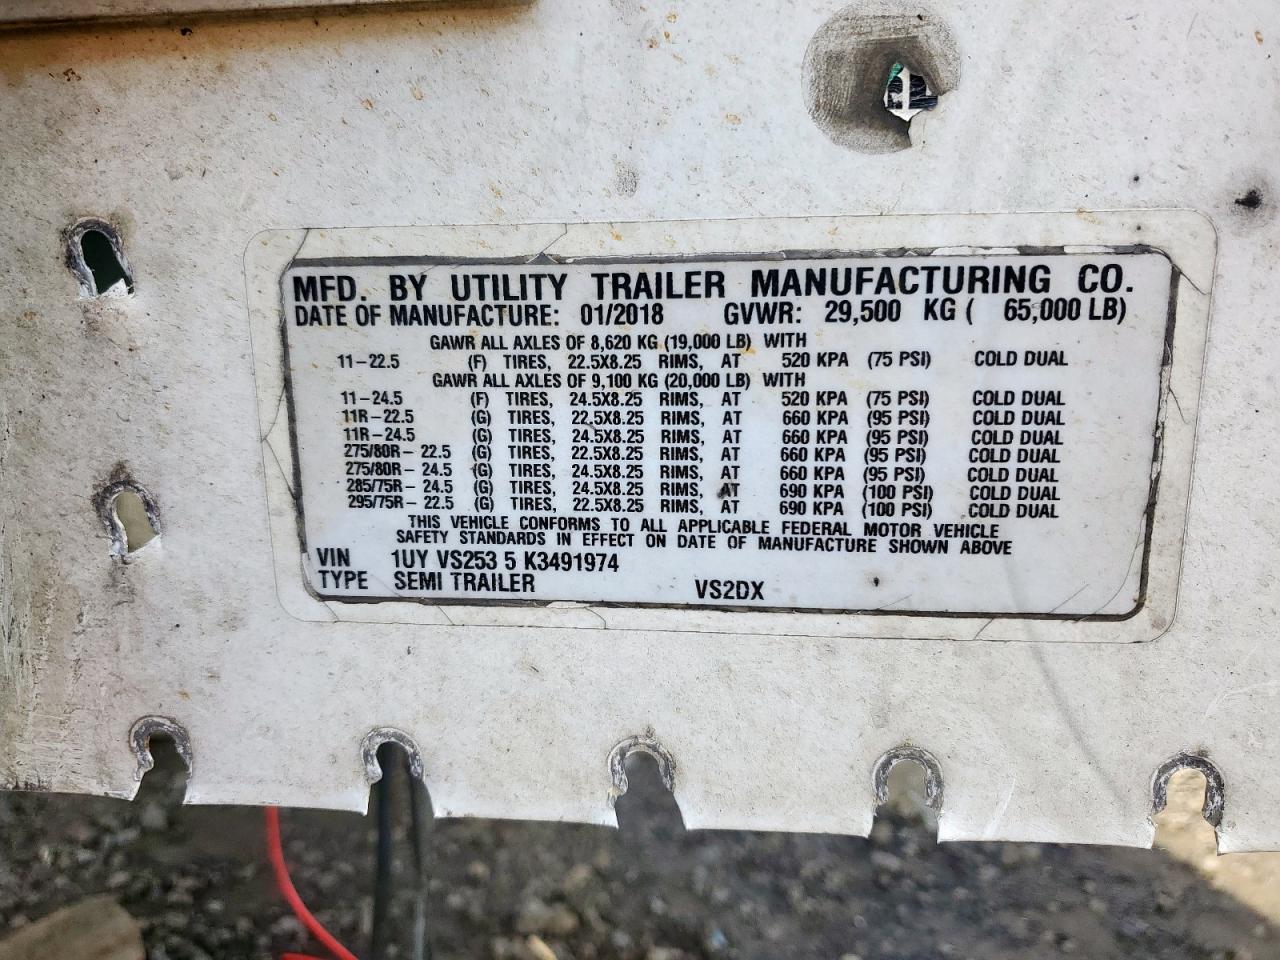 MFD. BY UTILITY TRAILER MANUFACTURING CO.
DATE OF MANUFACTURE: 01/2018 GVWR: 29,500 KG ( 65,000 LB)
GAWR ALL AXLES OF 8,620 KG (19,000 LB) WITH
11-22.5 (F) TIRES, 22.5X8.25 RIMS, AT 520 KPA (75 PSI) COLD DUAL
GAWR ALL AXLES OF 9,100 KG (20,000 LB) WITH
11-24.5 (F) TIRES, 24.5X8.25 RIMS, AT 520 KPA (75 PSI) COLD DUAL
11R-22.5 (G) TIRES, 22.5X8.25 RIMS, AT 660 KPA (95 PSI) COLD DUAL
11R-24.5 (G) TIRES, 24.5X8.25 RIMS, AT 660 KPA (95 PSI) COLD DUAL
275/80R-22.5 (G) TIRES, 22.5X8.25 RIMS, AT 660 KPA (95 PSI) COLD DUAL
275/80R-24.5 (G) TIRES, 24.5X8.25 RIMS, AT 660 KPA (95 PSI) COLD DUAL
285/75R-24.5 (G) TIRES, 24.5X8.25 RIMS, AT 690 KPA (100 PSI) COLD DUAL
295/75R-22.5 (G) TIRES, 22.5X8.25 RIMS, AT 690 KPA (100 PSI) COLD DUAL
THIS VEHICLE CONFORMS TO ALL APPLICABLE FEDERAL MOTOR VEHICLE
SAFETY STANDARDS IN EFFECT ON DATE OF MANUFACTURE SHOWN ABOVE
VIN 1UY VS253 5 K3491974
TYPE SEMI TRAILER VS2DX